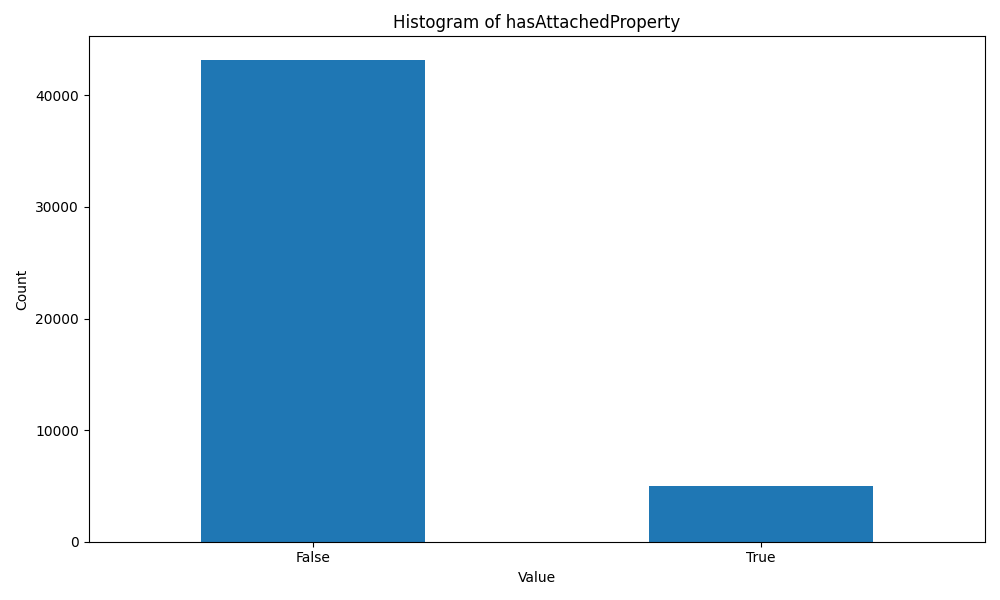 Histogram of hasAttachedProperty
Count
40000
30000
20000
10000
0
False
True
Value